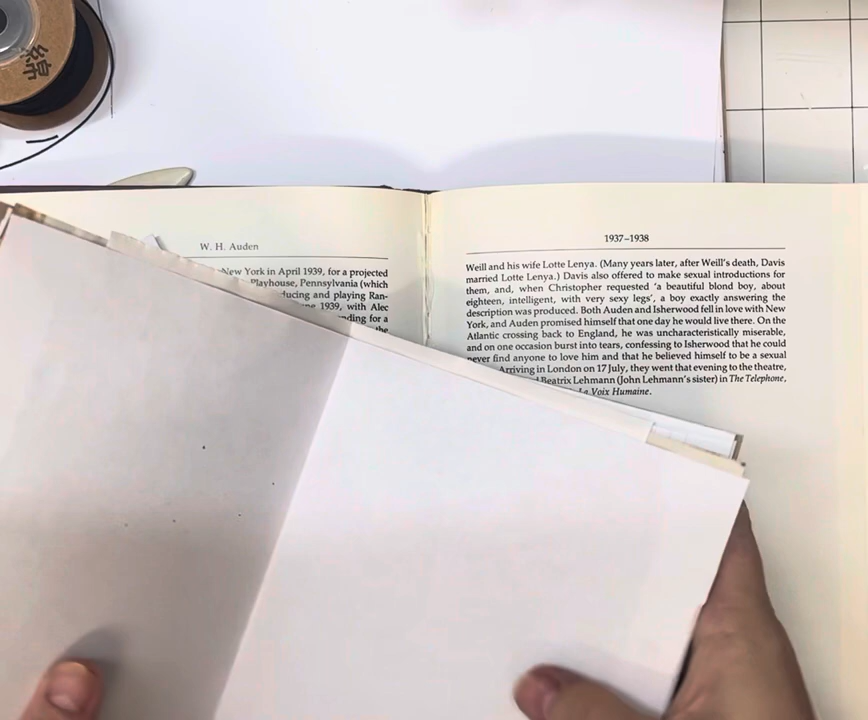 綿
W. H. Auden
New York in April 1939, for a projected
Playhouse, Pennsylvania (which
ducing and playing Ran-
1939, with Alec
nding for a
the
1937–1938
Weill and his wife Lotte Lenya. (Many years later, after Weill's death, Davis
married Lotte Lenya.) Davis also offered to make sexual introductions for
them, and, when Christopher requested 'a beautiful blond boy, about
eighteen, intelligent, with very sexy legs', a boy exactly answering the
description was produced. Both Auden and Isherwood fell in love with New
York, and Auden promised himself that one day he would live there. On the
Atlantic crossing back to England, he was uncharacteristically miserable,
and on one occasion burst into tears, confessing to Isherwood that he could
never find anyone to love him and that he believed himself to be a sexual
Arriving in London on 17 July, they went that evening to the theatre,
Beatrix Lehmann (John Lehmann's sister) in The Telephone,
La Voix Humaine.